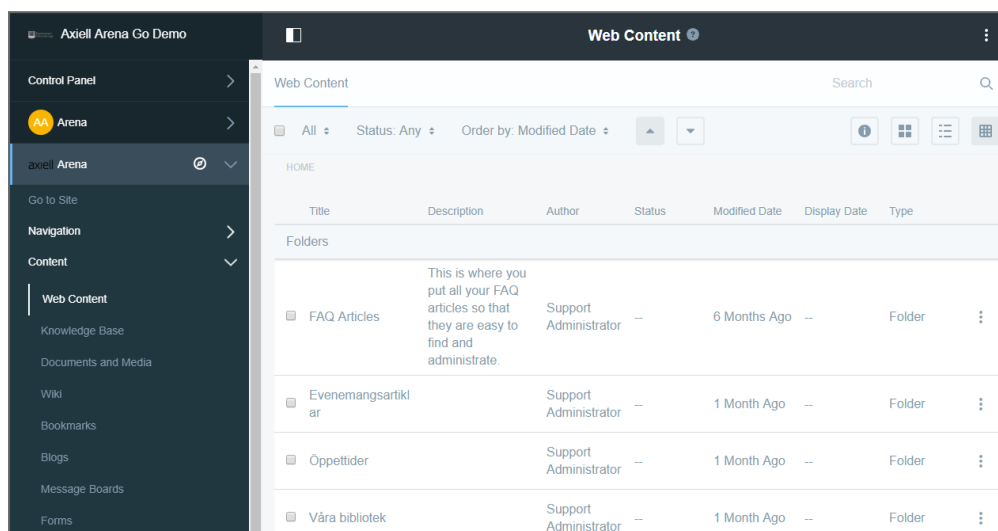 Axiell Arena Go Demo
Web Content
Control Panel
AA Arena
axiell Arena
Go to Site
Navigation
Content
Web Content
Knowledge Base
Documents and Media
Wiki
Bookmarks
Blogs
Message Boards
Forms
Web Content
Search
All Status: Any Order by: Modified Date
HOME
Title Description Author Status Modified Date Display Date Type
Folders
FAQ Articles
This is where you
put all your FAQ
articles so that
they are easy to
find and
administrate.
Support
Administrator
--
6 Months Ago
--
Folder
Evenemangsartikl
ar
Support
Administrator
--
1 Month Ago
--
Folder
Öppettider
Support
Administrator
--
1 Month Ago
--
Folder
Våra bibliotek
Support
Administrator
--
1 Month Ago
--
Folder